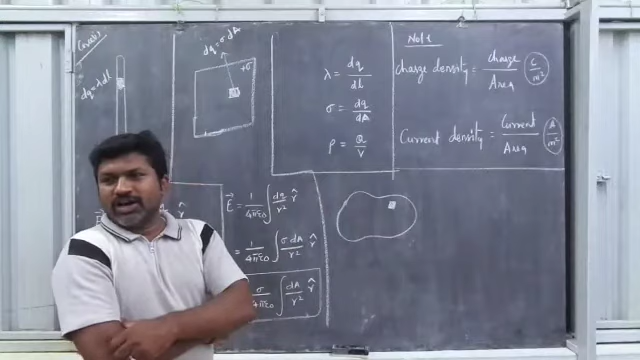 dq = λ dl
dq = σ dA
+σ
λ = dq/dl
σ = dq/dA
ρ = Q/V
Note
charge density = charge/Area (C/m²)
Current density = Current/Area (A/m²)
E⃗ = 1/4πε0 ∫ dq/r² r̂
= 1/4πε0 ∫ σ dA/r² r̂
σ/4πε0 ∫ dA/r² r̂